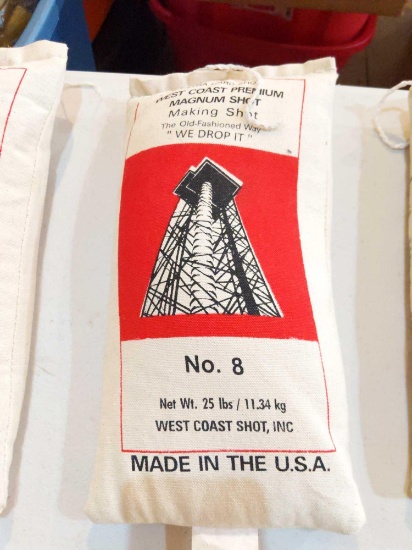 WEST COAST PREMIUM
MAGNUM SHOT
Making Shot
The Old-Fashioned Way
" WE DROP IT "
No. 8
Net Wt. 25 lbs / 11.34 kg
WEST COAST SHOT, INC
MADE IN THE U.S.A.